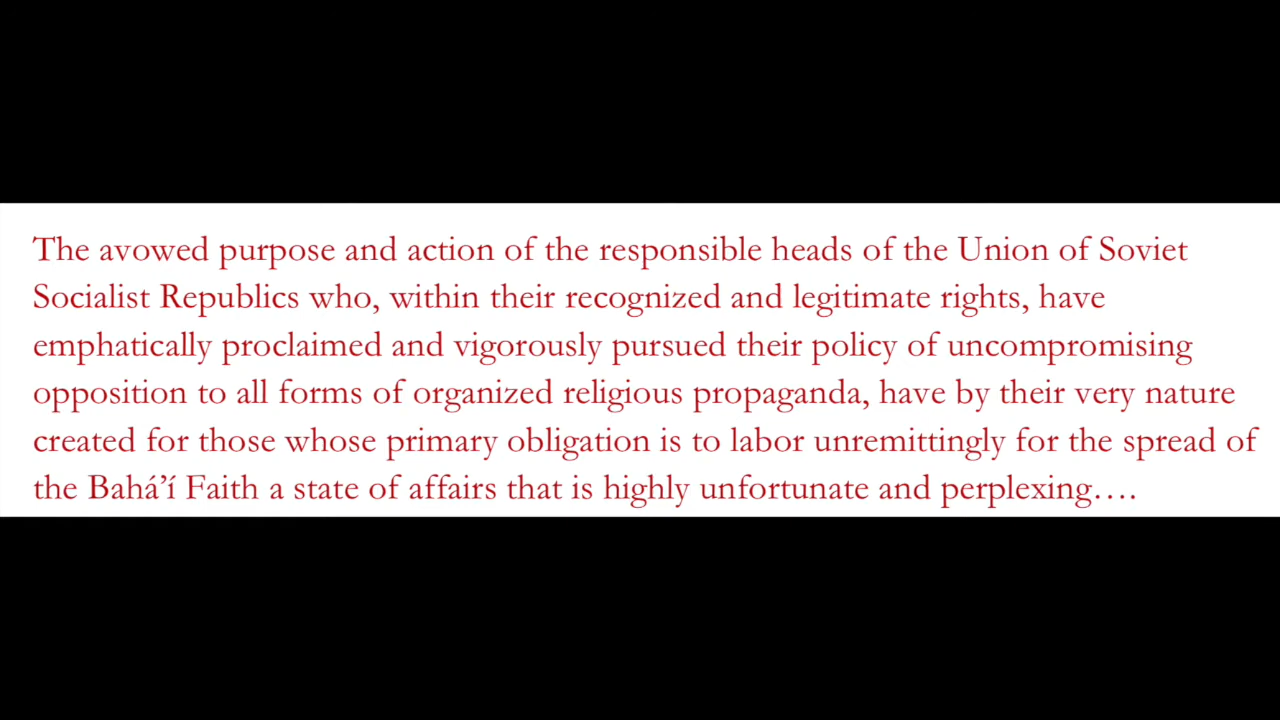 The avowed purpose and action of the responsible heads of the Union of Soviet
Socialist Republics who, within their recognized and legitimate rights, have
emphatically proclaimed and vigorously pursued their policy of uncompromising
opposition to all forms of organized religious propaganda, have by their very nature
created for those whose primary obligation is to labor unremittingly for the spread of
the Bahá’í Faith a state of affairs that is highly unfortunate and perplexing….